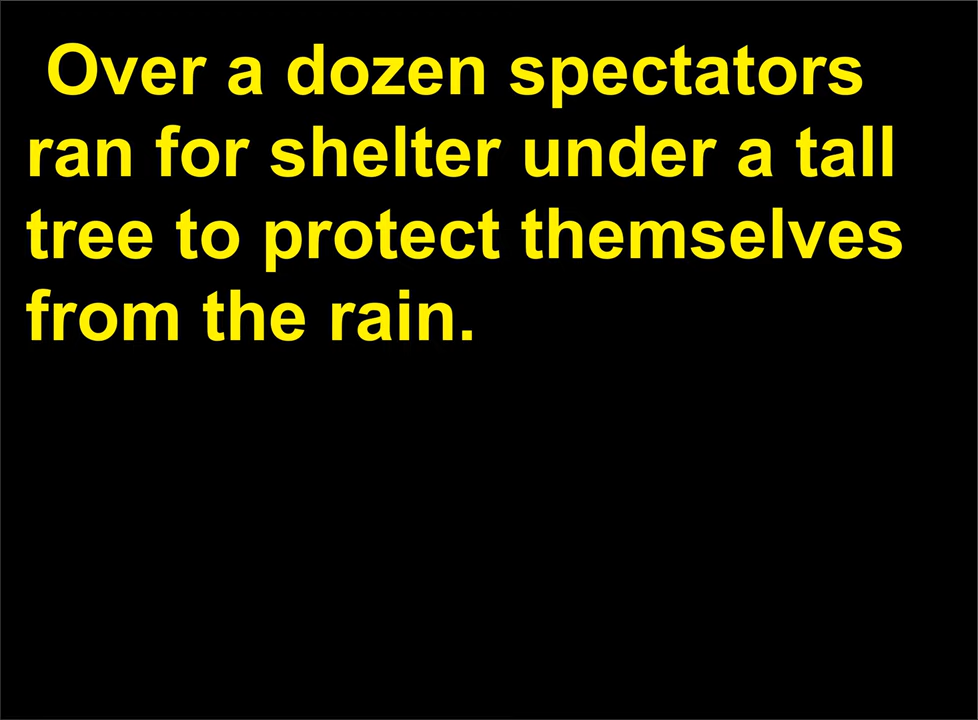 Over a dozen spectators
ran for shelter under a tall
tree to protect themselves
from the rain.